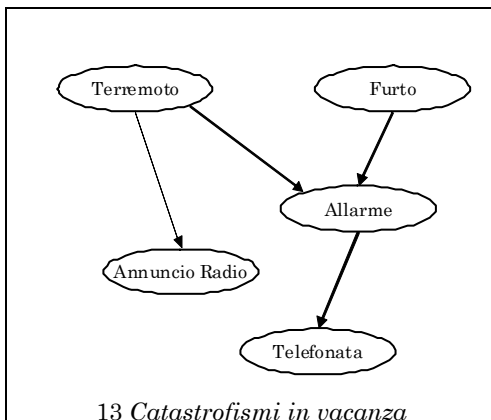 Terremoto
Furto
Allarme
Annuncio Radio
Telefonata
13 Catastrofismi in vacanza